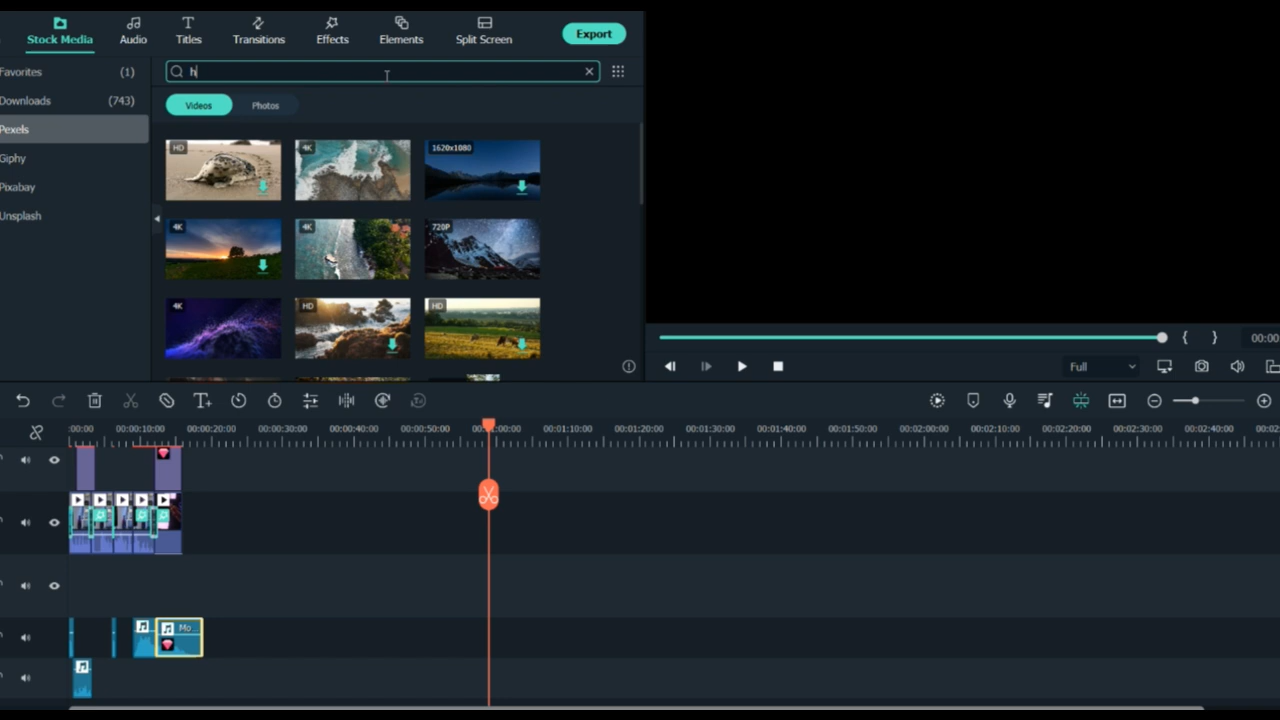 Stock Media Audio Titles Transitions Effects Elements Split Screen Export
Favorites (1)
h
Downloads (743)
Videos Photos
Pexels
Giphy
Pixabay
Unsplash
HD 4K 1620x1080
4K 4K 720P
4K HD HD
{ } 00:00
Full
:00:00 00:00:10:00 00:00:20:00 00:00:30:00 00:00:40:00 00:00:50:00 00:01:10:00 00:01:20:00 00:01:30:00 00:01:40:00 00:01:50:00 00:02:00:00 00:02:10:00 00:02:20:00 00:02:30:00 00:02:40:00 00:02:
Mo...